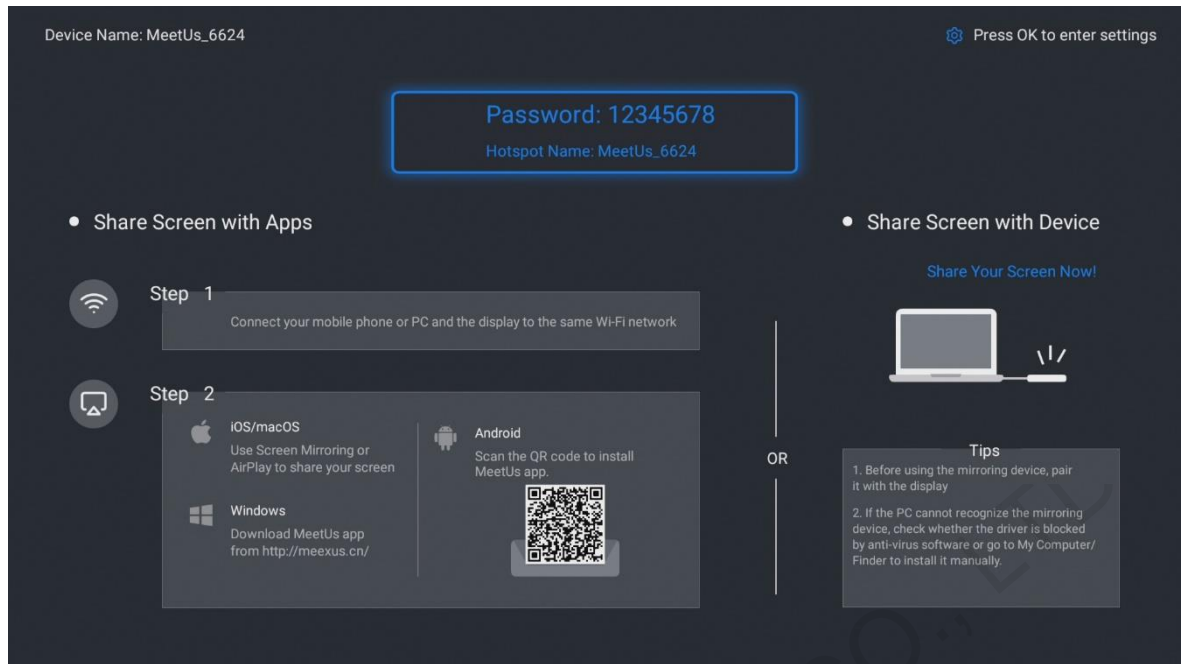 Device Name: MeetUs_6624
Press OK to enter settings
Password: 12345678
Hotspot Name: MeetUs_6624
Share Screen with Apps
Step 1
Connect your mobile phone or PC and the display to the same Wi-Fi network
Step 2
iOS/macOS
Use Screen Mirroring or
AirPlay to share your screen
Windows
Download MeetUs app
from http://meexus.cn/
Android
Scan the QR code to install
MeetUs app.
OR
Share Screen with Device
Share Your Screen Now!
Tips
1. Before using the mirroring device, pair
it with the display
2. If the PC cannot recognize the mirroring
device, check whether the driver is blocked
by anti-virus software or go to My Computer/
Finder to install it manually.